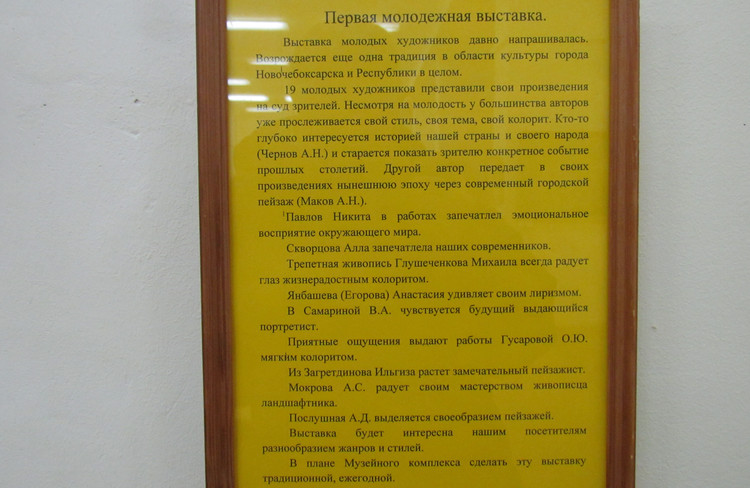 Первая молодежная выставка.
Выставка молодых художников давно напрашивалась.
Возрождается еще одна традиция в области культуры города
Новочебоксарска и Республики в целом.
19 молодых художников представили свои произведения
на суд зрителей. Несмотря на молодость у большинства авторов
уже прослеживается свой стиль, своя тема, свой колорит. Кто-то
глубоко интересуется историей нашей страны и своего народа
(Чернов А.Н.) и старается показать зрителю конкретное событие
прошлых столетий. Другой автор передает в своих
произведениях нынешнюю эпоху через современный городской
пейзаж (Маков А.Н.).
Павлов Никита в работах запечатлел эмоциональное
восприятие окружающего мира.
Скворцова Алла запечатлела наших современников.
Трепетная живопись Глушеченкова Михаила всегда радует
глаз жизнерадостным колоритом.
Янбашева (Егорова) Анастасия удивляет своим лиризмом.
В Самариной В.А. чувствуется будущий выдающийся
портретист.
Приятные ощущения выдают работы Гусаровой О.Ю.
мягким колоритом.
Из Загретдинова Ильгиза растет замечательный пейзажист.
Мокрова А.С. радует своим мастерством живописца
ландшафтника.
Послушная А.Д. выделяется своеобразием пейзажей.
Выставка будет интересна нашим посетителям
разнообразием жанров и стилей.
В плане Музейного комплекса сделать эту выставку
традиционной, ежегодной.